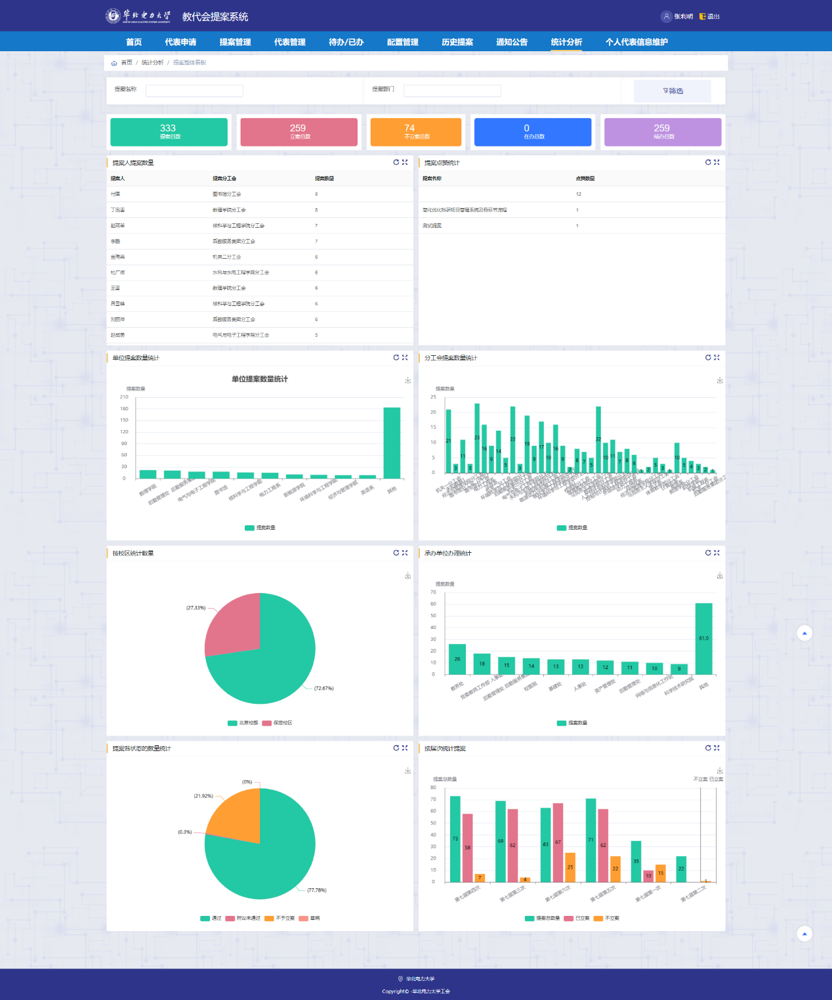 华北电力大学
NORTH CHINA ELECTRIC POWER UNIVERSITY
教代会提案系统
张利明 退出
首页 代表申请 提案管理 代表管理 待办/已办 配置管理 历史提案 通知公告 统计分析 个人代表信息维护
首页 / 统计分析 / 提案整体看板
提案名称
提案部门
筛选
333
提案总数
259
立案总数
74
不立案总数
0
在办总数
259
结办总数
提案人提案数量
提案人 提案分工会 提案数量
付国 图书馆分工会 8
丁迅雷 数理学院分工会 8
赵珥希 核科学与工程学院分工会 7
李鹏 后勤服务集团分工会 7
金海燕 机关二分工会 6
杜广微 水利与水电工程学院分工会 6
王雷 数理学院分工会 6
吕雪峰 核科学与工程学院分工会 6
刘丽萍 后勤服务集团分工会 6
赵成勇 电气与电子工程学院分工会 5
提案点赞统计
提案名称 点赞数量
12
简化优化科研项目管理系统及各环节流程 1
测试提案 1
单位提案数量统计
单位提案数量统计
提案数量
210
180
150
120
90
60
30
0
数理学院
后勤管理处 后勤服务集团
电气与电子工程学院
图书馆
核科学与工程学院
电力工程系
新能源学院
环境科学与工程学院
经济与管理学院
英语系
其他
提案数量
分工会提案数量统计
提案数量
25
20
15
10
5
0
21 3 11 3 23 16 9 14 5 22 3 19 9 17 10 16 9 2 8 7 5 22 10 11 7 8 6 1 2 5 3 1 10 5 4 3 2 1
提案数量
按校区统计数量
(27.33%)
(72.67%)
北京校部 保定校区
承办单位办理统计
提案数量
70
60
50
40
30
20
10
0
26 18 15 14 13 13 12 11 10 9 61.0
教务处
党委教师工作部 人事处
后勤管理处 后勤服务集团
校医院
基建处
人事处
资产管理处
后勤管理处
网络与信息化工作处
科学技术研究院
其他
提案数量
提案各状态的数量统计
(0%)
(21.92%)
(0.3%)
(77.78%)
通过 附议未通过 不予立案 草稿
按届次统计提案
提案总数量
不立案 已立案
80
70
60
50
40
30
20
10
0
73 58 7 69 62 4 63 67 25 71 62 22 35 10 15 22 1
第七届第四次
第七届第三次
第七届第六次
第七届第五次
第七届第一次
第七届第二次
提案总数量 已立案 不立案
华北电力大学
Copyright© -华北电力大学工会